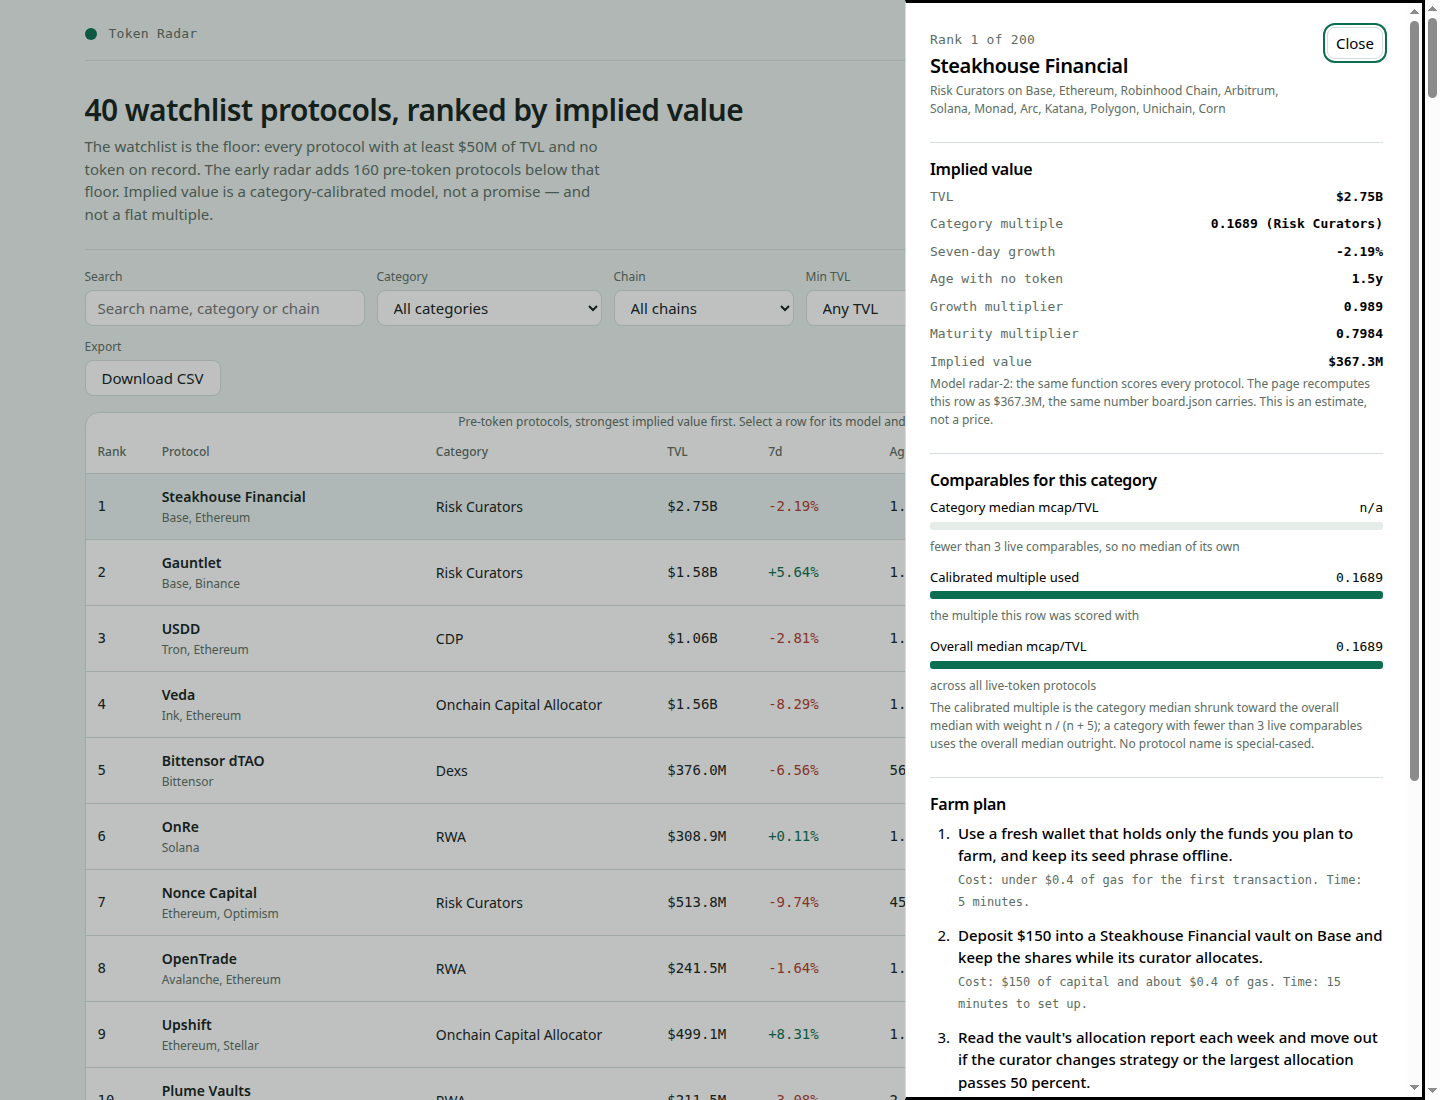 Token Radar
40 watchlist protocols, ranked by implied value
The watchlist is the floor: every protocol with at least $50M of TVL and no
token on record. The early radar adds 160 pre-token protocols below that
floor. Implied value is a category-calibrated model, not a promise — and
not a flat multiple.
Search
Category
Chain
Min TVL
Search name, category or chain
All categories
All chains
Any TVL
Export
Download CSV
Pre-token protocols, strongest implied value first. Select a row for its model and
Rank Protocol Category TVL 7d Ag
1 Steakhouse Financial Risk Curators $2.75B -2.19% 1.
Base, Ethereum
2 Gauntlet Risk Curators $1.58B +5.64% 1.
Base, Binance
3 USDD CDP $1.06B -2.81% 1.
Tron, Ethereum
4 Veda Onchain Capital Allocator $1.56B -8.29% 1.
Ink, Ethereum
5 Bittensor dTAO Dexs $376.0M -6.56% 56
Bittensor
6 OnRe RWA $308.9M +0.11% 1.
Solana
7 Nonce Capital Risk Curators $513.8M -9.74% 45
Ethereum, Optimism
8 OpenTrade RWA $241.5M -1.64% 1.
Avalanche, Ethereum
9 Upshift Onchain Capital Allocator $499.1M +8.31% 1.
Ethereum, Stellar
10 Plume Vaults RWA $211.5M -3.08% 2.
Rank 1 of 200
Close
Steakhouse Financial
Risk Curators on Base, Ethereum, Robinhood Chain, Arbitrum,
Solana, Monad, Arc, Katana, Polygon, Unichain, Corn
Implied value
TVL $2.75B
Category multiple 0.1689 (Risk Curators)
Seven-day growth -2.19%
Age with no token 1.5y
Growth multiplier 0.989
Maturity multiplier 0.7984
Implied value $367.3M
Model radar-2: the same function scores every protocol. The page recomputes
this row as $367.3M, the same number board.json carries. This is an estimate,
not a price.
Comparables for this category
Category median mcap/TVL n/a
fewer than 3 live comparables, so no median of its own
Calibrated multiple used 0.1689
the multiple this row was scored with
Overall median mcap/TVL 0.1689
across all live-token protocols
The calibrated multiple is the category median shrunk toward the overall
median with weight n / (n + 5); a category with fewer than 3 live comparables
uses the overall median outright. No protocol name is special-cased.
Farm plan
1. Use a fresh wallet that holds only the funds you plan to
farm, and keep its seed phrase offline.
Cost: under $0.4 of gas for the first transaction. Time:
5 minutes.
2. Deposit $150 into a Steakhouse Financial vault on Base and
keep the shares while its curator allocates.
Cost: $150 of capital and about $0.4 of gas. Time: 15
minutes to set up.
3. Read the vault's allocation report each week and move out
if the curator changes strategy or the largest allocation
passes 50 percent.